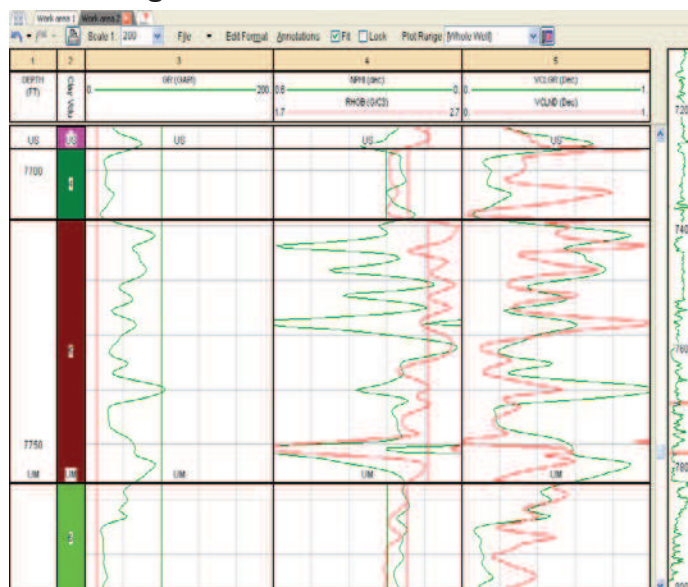 Work area 1 Work area 2
Scale 1: 200 File Edit Format Annotations Fit Lock Plot Range [Whole Well]
1 2 3 4 5
DEPTH (FT) Clay Volu GR (GAPI) NPHI (dec) VCLGR (Dec)
0. 200. 0.6 0. 0. 1.
RHOB (G/C3) VCLND (Dec)
1.7 2.7 0. 1.
US US US US
7700
7750
UM UM UM UM
720
740
760
780